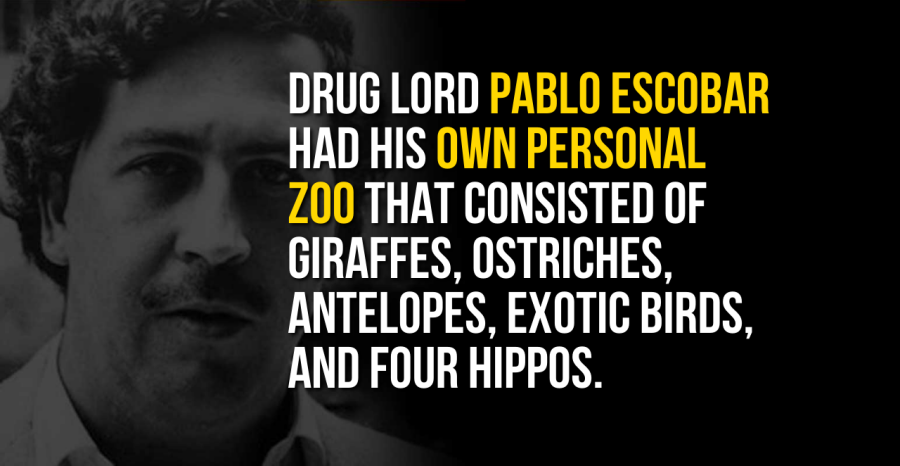 DRUG LORD PABLO ESCOBAR
HAD HIS OWN PERSONAL
ZOO THAT CONSISTED OF
GIRAFFES, OSTRICHES,
ANTELOPES, EXOTIC BIRDS,
AND FOUR HIPPOS.